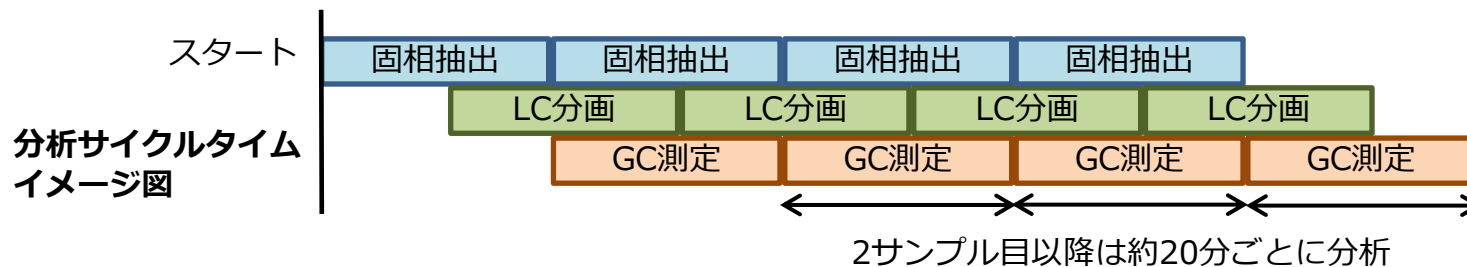 スタート
固相抽出 固相抽出 固相抽出 固相抽出
LC分画 LC分画 LC分画 LC分画
分析サイクルタイム
イメージ図
GC測定 GC測定 GC測定 GC測定
2サンプル目以降は約20分ごとに分析